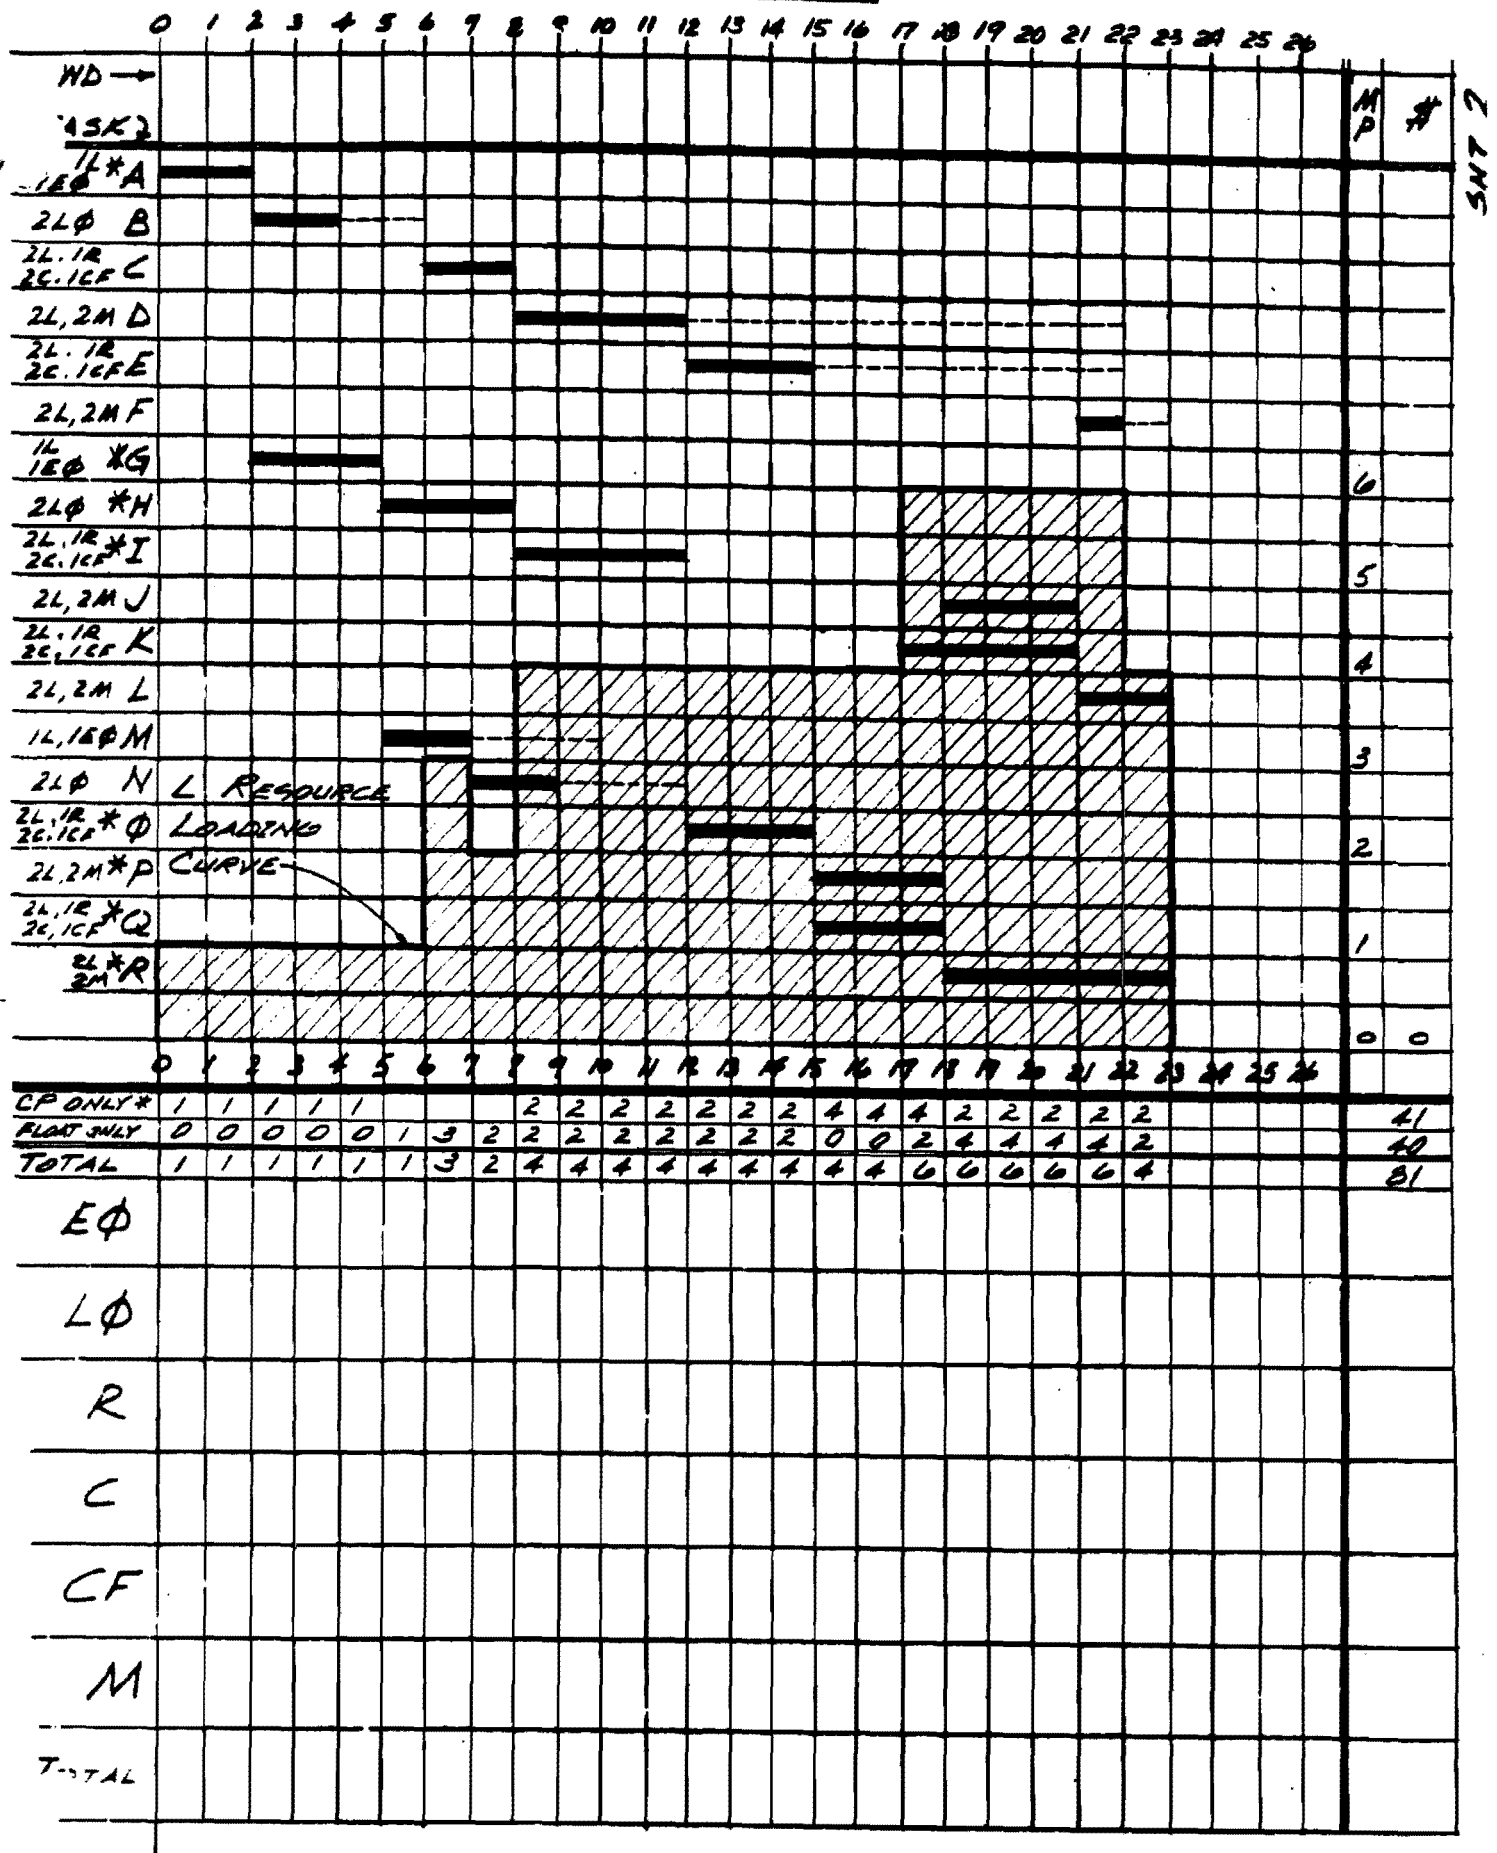 0 1 2 3 4 5 6 7 8 9 10 11 12 13 14 15 16 17 18 19 20 21 22 23 24 25 26
WD →
MP #
SHT 2
1L
1EØ *A
2LØ B
2L.1R
2C.1CF C
2L,2M D
2L.1R
2C.1CF E
2L,2M F
1L
1EØ *G
6
2LØ *H
2L.1R
2C.1CF *I
5
2L,2M J
2L.1R
2C.1CF K
4
2L,2M L
1L,1EØ M
3
2LØ N
L RESOURCE
LOADING
CURVE
2L.1R
2C.1CF *Ø
2
2L,2M *P
2L.1R
2C,1CF *Q
1
2L
2M *R
0 0
0 1 2 3 4 5 6 7 8 9 10 11 12 13 14 15 16 17 18 19 20 21 22 23 24 25 26
CP ONLY* 1 1 1 1 1 2 2 2 2 2 2 2 4 4 4 2 2 2 2 2 41
FLOAT ONLY 0 0 0 0 0 1 3 2 2 2 2 2 2 2 2 0 0 2 4 4 4 4 2 40
TOTAL 1 1 1 1 1 1 3 2 4 4 4 4 4 4 4 4 4 6 6 6 6 6 4 81
EØ
LØ
R
C
CF
M
TOTAL